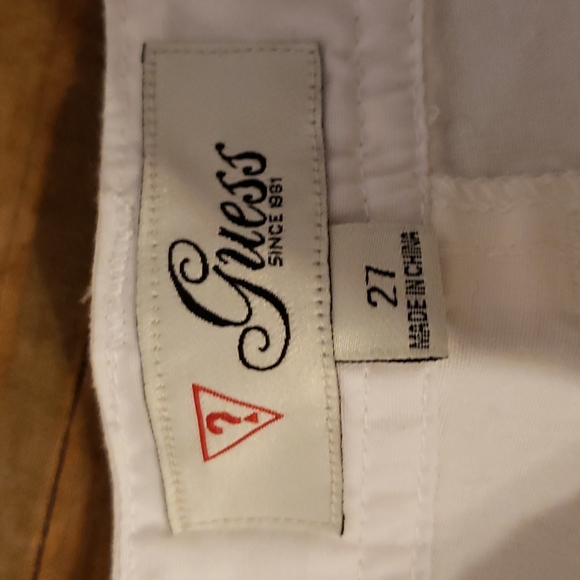 ?
Guess
SINCE 1981
27
MADE IN CHINA